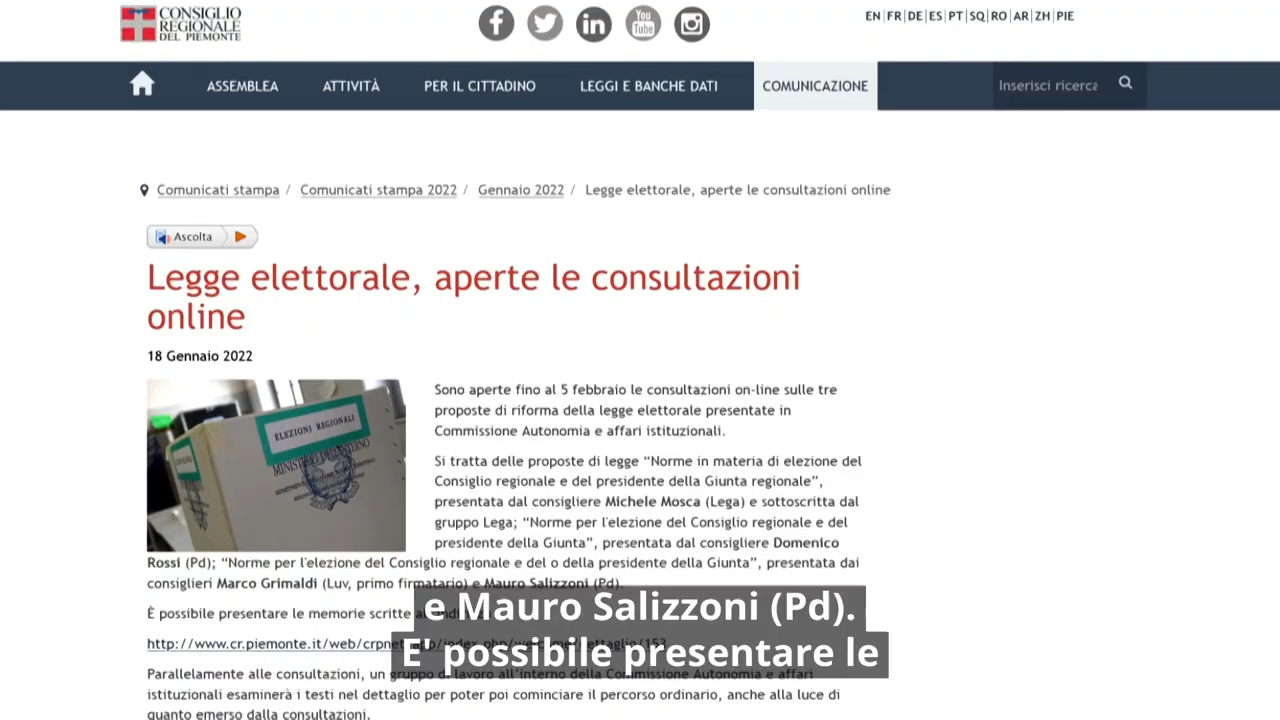 CONSIGLIO
REGIONALE
DEL PIEMONTE
You
Tube
EN|FR|DE|ES|PT|SQ|RO|AR|ZH|PIE
ASSEMBLEA
ATTIVITÀ
PER IL CITTADINO
LEGGI E BANCHE DATI
COMUNICAZIONE
Inserisci ricerca
Comunicati stampa / Comunicati stampa 2022 / Gennaio 2022 / Legge elettorale, aperte le consultazioni online
Ascolta
Legge elettorale, aperte le consultazioni
online
18 Gennaio 2022
ELEZIONI REGIONALI
MINISTERO DELL'INTERNO
Sono aperte fino al 5 febbraio le consultazioni on-line sulle tre
proposte di riforma della legge elettorale presentate in
Commissione Autonomia e affari istituzionali.
Si tratta delle proposte di legge “Norme in materia di elezione del
Consiglio regionale e del presidente della Giunta regionale”,
presentata dal consigliere Michele Mosca (Lega) e sottoscritta dal
gruppo Lega; “Norme per l'elezione del Consiglio regionale e del
presidente della Giunta”, presentata dal consigliere Domenico
Rossi (Pd); “Norme per l'elezione del Consiglio regionale e del o della presidente della Giunta”, presentata dai
consiglieri Marco Grimaldi (Luv, primo firmatario) e Mauro Salizzoni (Pd).
È possibile presentare le memorie scritte
http://www.cr.piemonte.it/web/crpnet
Parallelamente alle consultazioni, un gruppo di lavoro all'interno della Commissione Autonomia e affari
istituzionali esaminerà i testi nel dettaglio per poter poi cominciare il percorso ordinario, anche alla luce di
quanto emerso dalla consultazioni.
e Mauro Salizzoni (Pd).
E' possibile presentare le